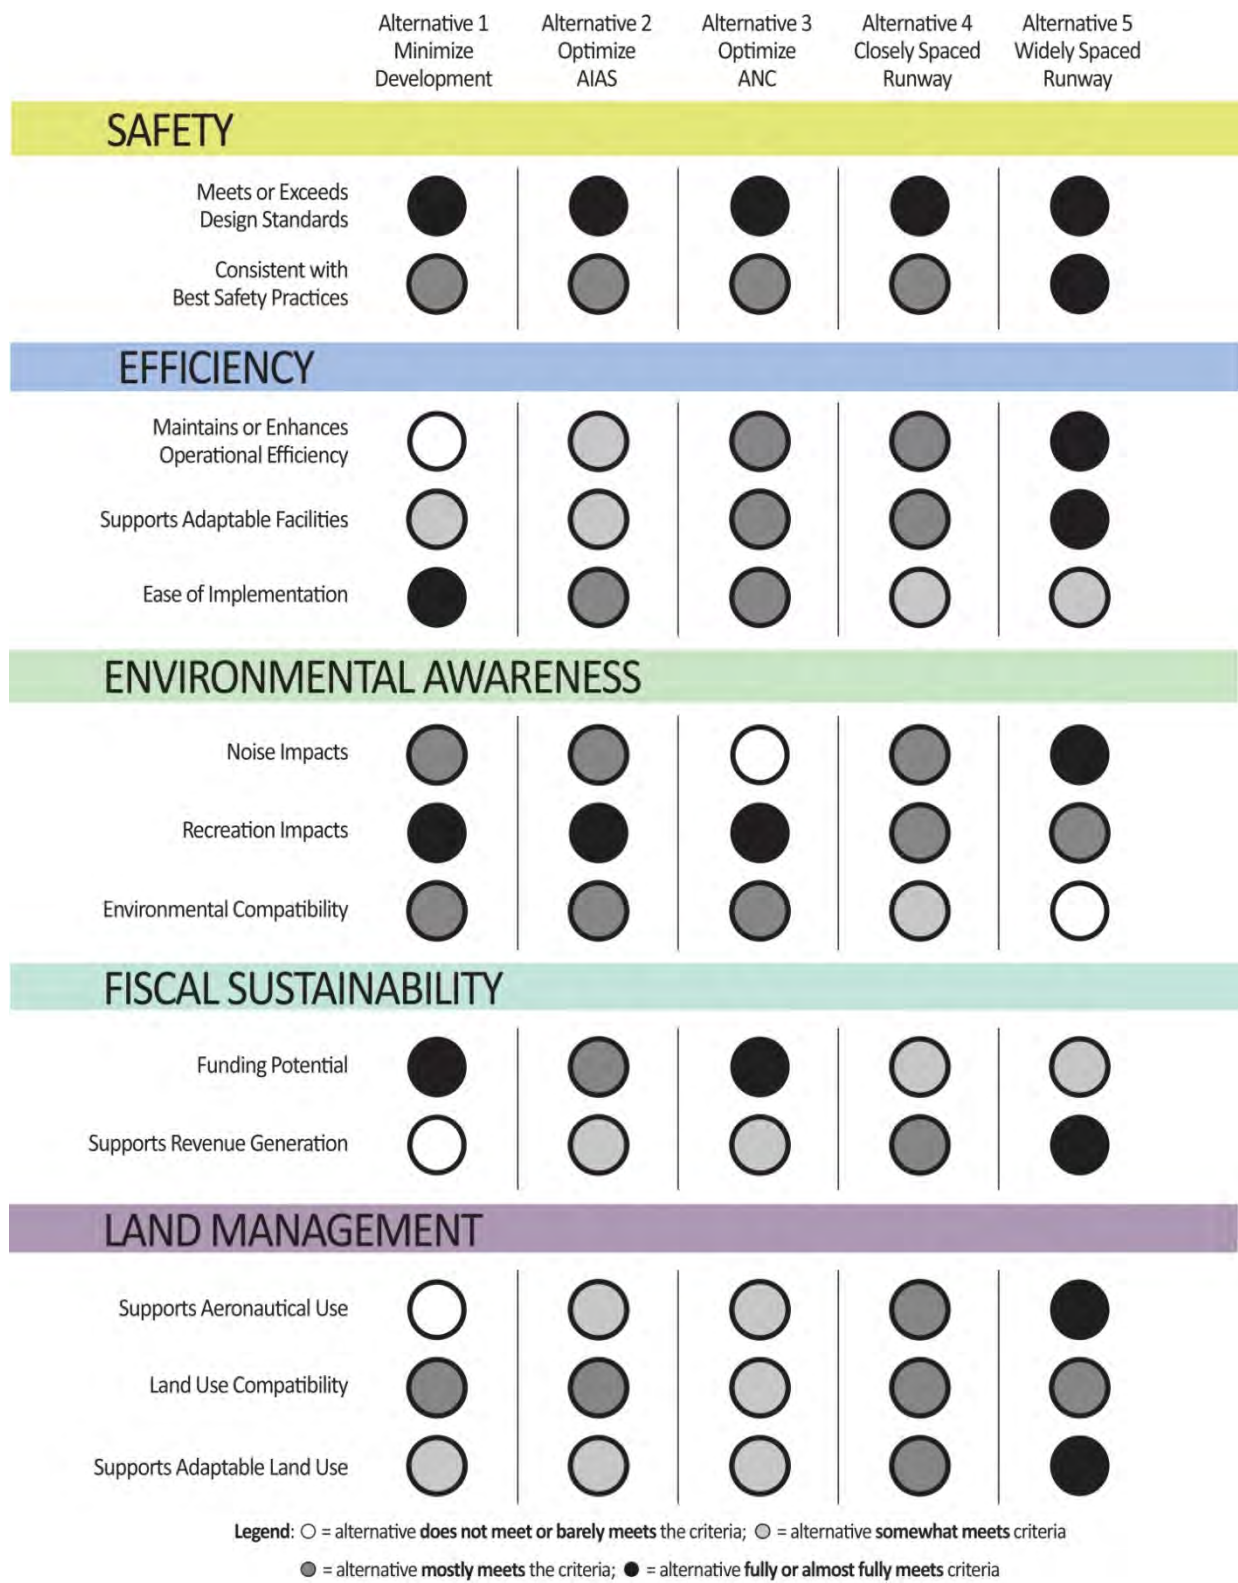 Alternative 1 Alternative 2 Alternative 3 Alternative 4 Alternative 5
Minimize Optimize Optimize Closely Spaced Widely Spaced
Development AIAS ANC Runway Runway
SAFETY
Meets or Exceeds
Design Standards
Consistent with
Best Safety Practices
EFFICIENCY
Maintains or Enhances
Operational Efficiency
Supports Adaptable Facilities
Ease of Implementation
ENVIRONMENTAL AWARENESS
Noise Impacts
Recreation Impacts
Environmental Compatibility
FISCAL SUSTAINABILITY
Funding Potential
Supports Revenue Generation
LAND MANAGEMENT
Supports Aeronautical Use
Land Use Compatibility
Supports Adaptable Land Use
Legend: = alternative does not meet or barely meets the criteria; = alternative somewhat meets criteria
= alternative mostly meets the criteria; = alternative fully or almost fully meets criteria